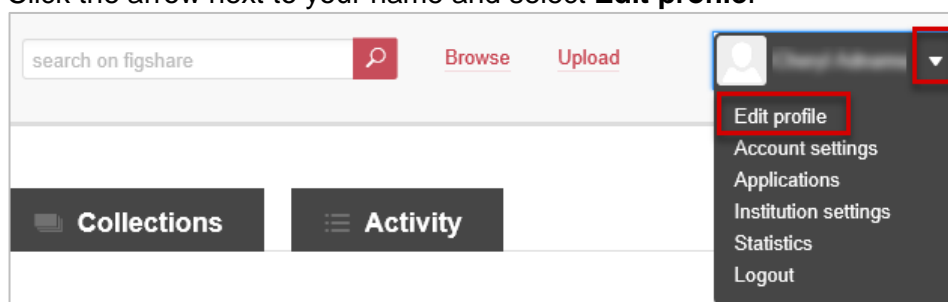 Click the arrow next to your name and select Edit profile.
search on figshare
Browse
Upload
Edit profile
Account settings
Applications
Institution settings
Statistics
Logout
Collections
Activity